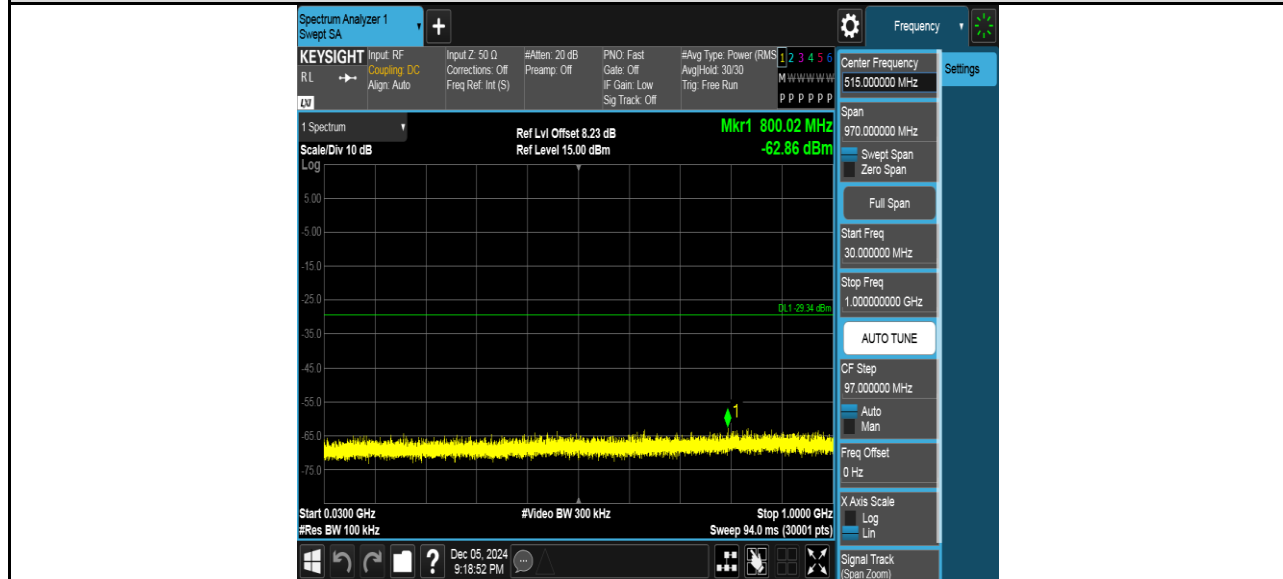 Spectrum Analyzer 1
Swept SA
+
Frequency
KEYSIGHT
RL
LXI
Input: RF
Coupling: DC
Align: Auto
Input Z: 50 Ω
Corrections: Off
Freq Ref: Int (S)
#Atten: 20 dB
Preamp: Off
PNO: Fast
Gate: Off
IF Gain: Low
Sig Track: Off
#Avg Type: Power (RMS
Avg|Hold: 30/30
Trig: Free Run
1 2 3 4 5 6
M W W W W W
P P P P P P
1 Spectrum
Scale/Div 10 dB
Ref Lvl Offset 8.23 dB
Ref Level 15.00 dBm
Mkr1 800.02 MHz
-62.86 dBm
Log
5.00
-5.00
-15.0
-25.0
DL1 -29.34 dBm
-35.0
-45.0
-55.0
1
-65.0
-75.0
Start 0.0300 GHz
#Video BW 300 kHz
Stop 1.0000 GHz
#Res BW 100 kHz
Sweep 94.0 ms (30001 pts)
?
Dec 05, 2024
9:18:52 PM
Center Frequency
515.000000 MHz
Settings
Span
970.000000 MHz
Swept Span
Zero Span
Full Span
Start Freq
30.000000 MHz
Stop Freq
1.000000000 GHz
AUTO TUNE
CF Step
97.000000 MHz
Auto
Man
Freq Offset
0 Hz
X Axis Scale
Log
Lin
Signal Track
(Span Zoom)